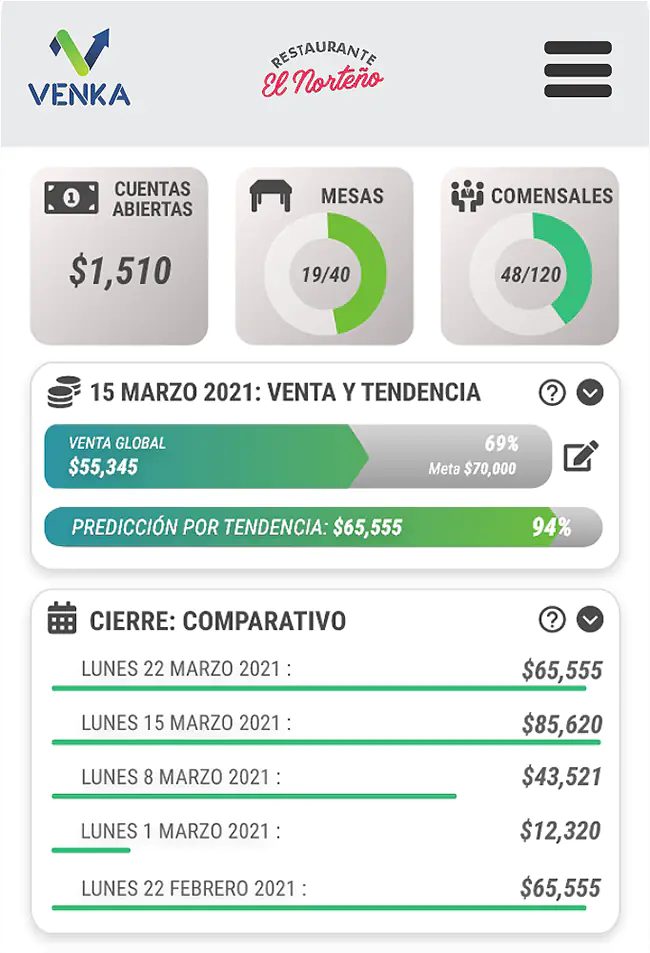 VENKA
RESTAURANTE
El Norteño
1
CUENTAS
ABIERTAS
$1,510
MESAS
19/40
COMENSALES
48/120
15 MARZO 2021: VENTA Y TENDENCIA
?
VENTA GLOBAL
$55,345
69%
Meta $70,000
PREDICCIÓN POR TENDENCIA: $65,555
94%
CIERRE: COMPARATIVO
?
LUNES 22 MARZO 2021 :
$65,555
LUNES 15 MARZO 2021 :
$85,620
LUNES 8 MARZO 2021 :
$43,521
LUNES 1 MARZO 2021 :
$12,320
LUNES 22 FEBRERO 2021 :
$65,555